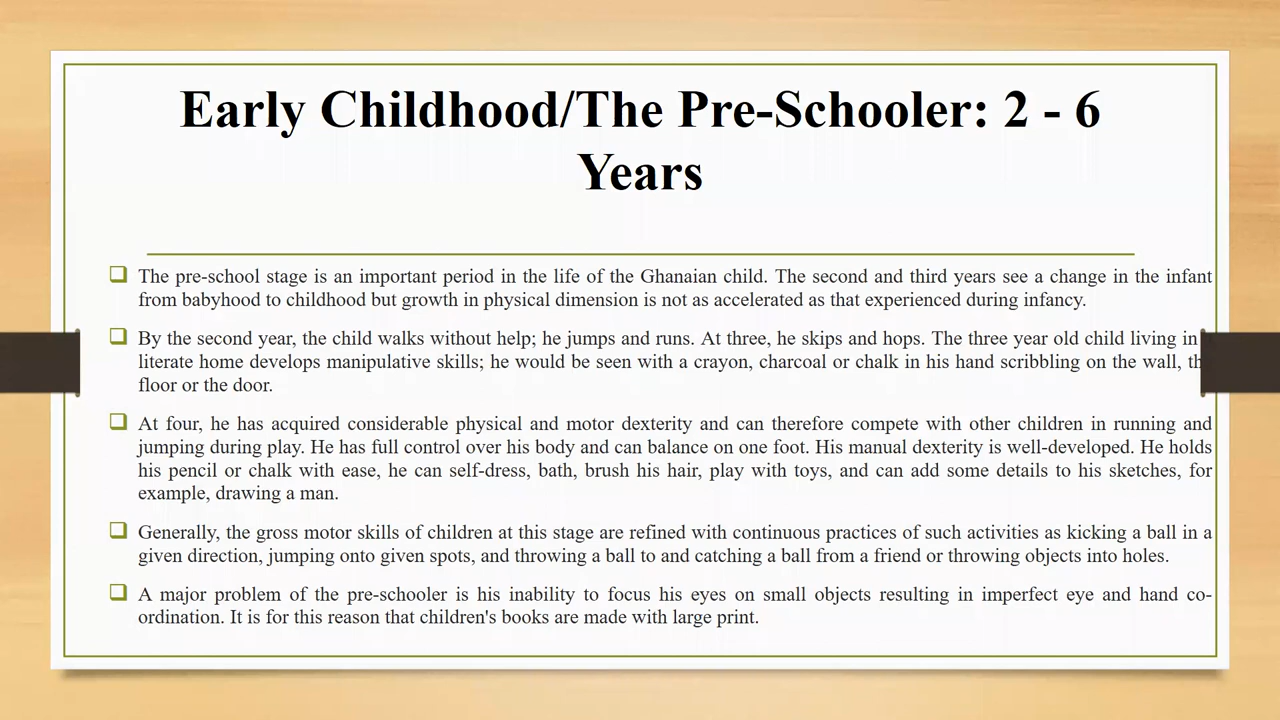 Early Childhood/The Pre-Schooler: 2 - 6
Years
The pre-school stage is an important period in the life of the Ghanaian child. The second and third years see a change in the infant
from babyhood to childhood but growth in physical dimension is not as accelerated as that experienced during infancy.
By the second year, the child walks without help; he jumps and runs. At three, he skips and hops. The three year old child living in
literate home develops manipulative skills; he would be seen with a crayon, charcoal or chalk in his hand scribbling on the wall,
floor or the door.
At four, he has acquired considerable physical and motor dexterity and can therefore compete with other children in running and
jumping during play. He has full control over his body and can balance on one foot. His manual dexterity is well-developed. He holds
his pencil or chalk with ease, he can self-dress, bath, brush his hair, play with toys, and can add some details to his sketches, for
example, drawing a man.
Generally, the gross motor skills of children at this stage are refined with continuous practices of such activities as kicking a ball in a
given direction, jumping onto given spots, and throwing a ball to and catching a ball from a friend or throwing objects into holes.
A major problem of the pre-schooler is his inability to focus his eyes on small objects resulting in imperfect eye and hand co-
ordination. It is for this reason that children's books are made with large print.